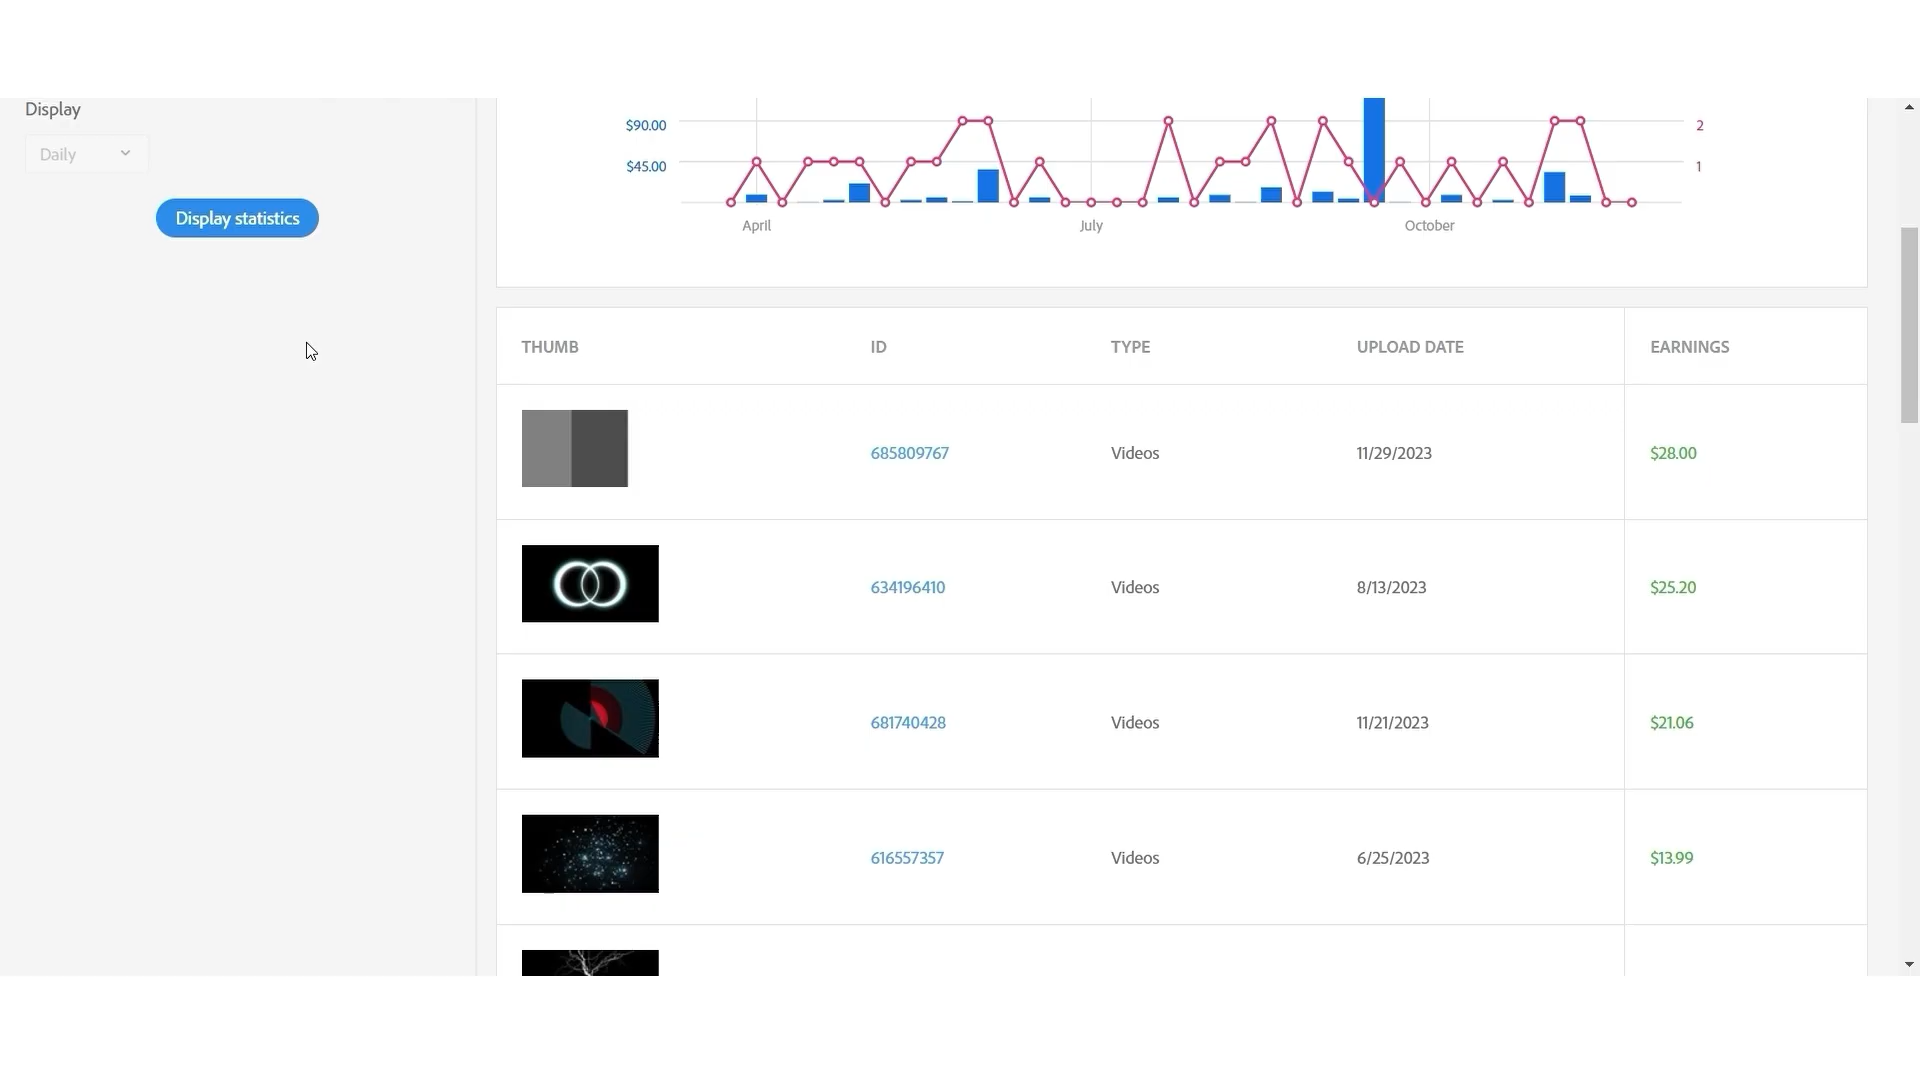 Display
Daily
Display statistics
$90.00
$45.00
2
1
April July October
THUMB ID TYPE UPLOAD DATE EARNINGS
685809767 Videos 11/29/2023 $28.00
634196410 Videos 8/13/2023 $25.20
681740428 Videos 11/21/2023 $21.06
616557357 Videos 6/25/2023 $13.99